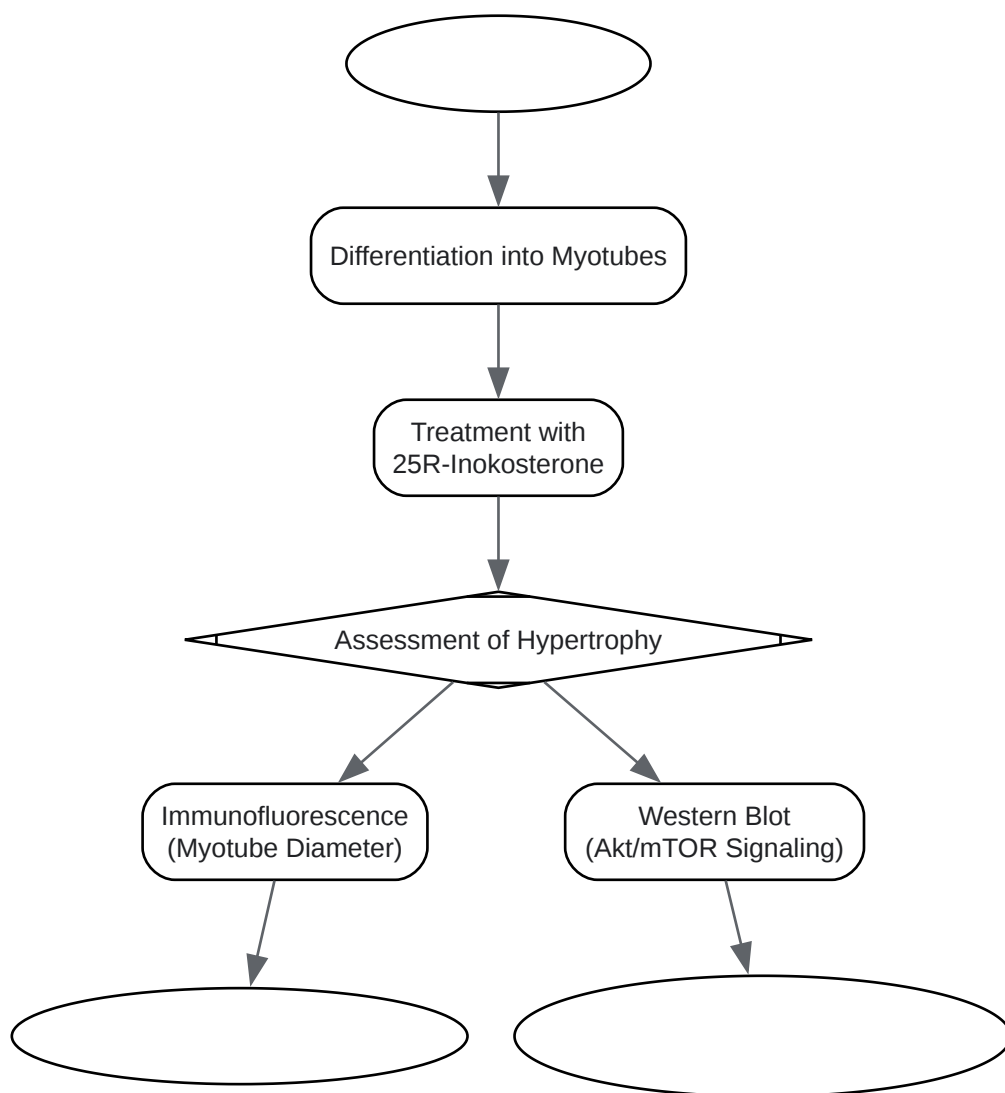 Differentiation into Myotubes
Treatment with
25R-Inokosterone
Assessment of Hypertrophy
Immunofluorescence
(Myotube Diameter)
Western Blot
(Akt/mTOR Signaling)